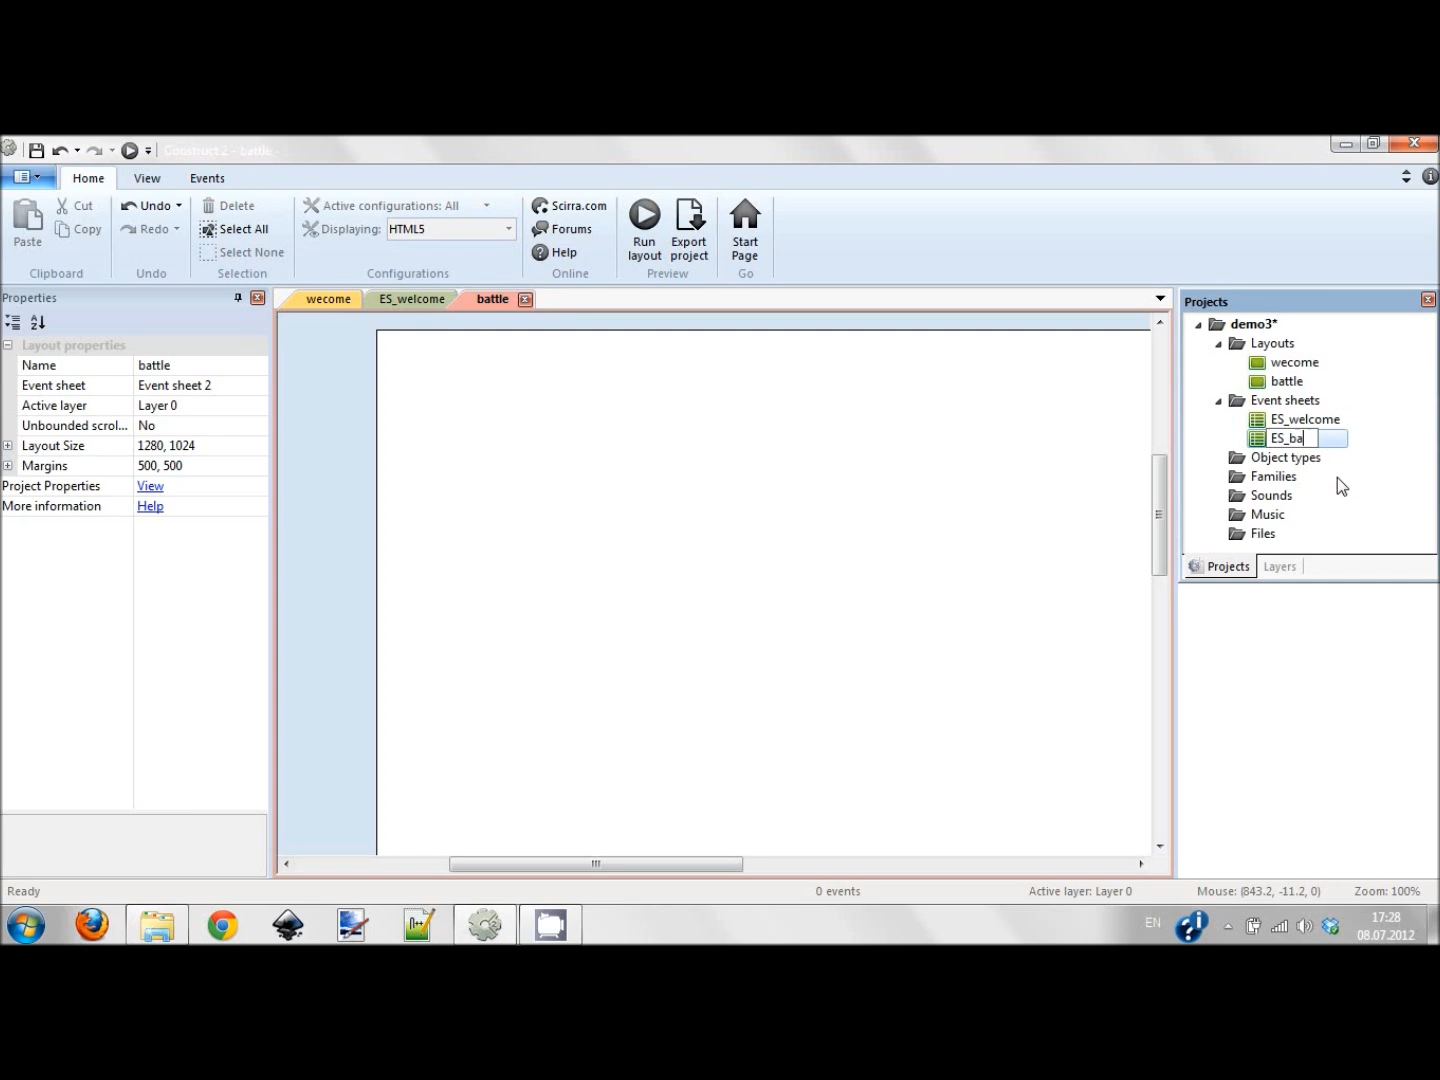 Construct 2 - battle -
Home View Events
Paste Cut Copy
Clipboard
Undo
Redo
Undo
Delete
Select All
Select None
Selection
Active configurations: All
Displaying: HTML5
Configurations
Scirra.com
Forums
Help
Online
Run layout
Export project
Preview
Start Page
Go
Properties
Layout properties
Name battle
Event sheet Event sheet 2
Active layer Layer 0
Unbounded scrol... No
Layout Size 1280, 1024
Margins 500, 500
Project Properties View
More information Help
wecome ES_welcome battle
Projects
demo3*
Layouts
wecome
battle
Event sheets
ES_welcome
ES_ba
Object types
Families
Sounds
Music
Files
Projects Layers
Ready 0 events Active layer: Layer 0 Mouse: (843.2, -11.2, 0) Zoom: 100%
EN 17:28
08.07.2012